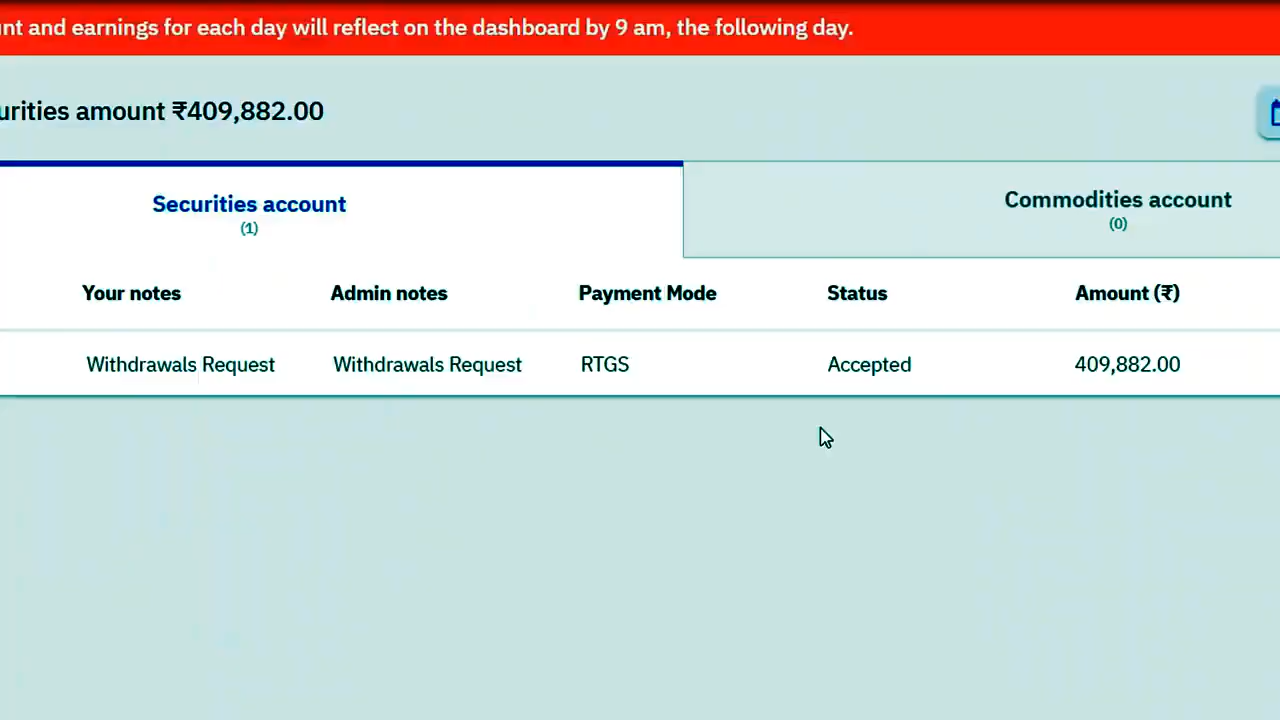 nt and earnings for each day will reflect on the dashboard by 9 am, the following day.
urities amount ₹409,882.00
Securities account
(1)
Commodities account
(0)
Your notes Admin notes Payment Mode Status Amount (₹)
Withdrawals Request Withdrawals Request RTGS Accepted 409,882.00